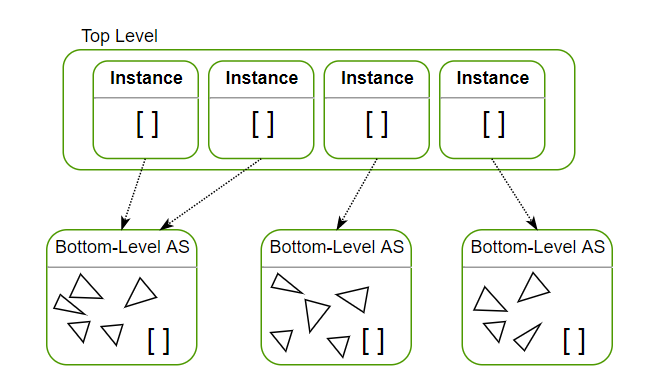 Top Level
Instance
Instance
Instance
Instance
[ ]
[ ]
[ ]
[ ]
Bottom-Level AS
Bottom-Level AS
Bottom-Level AS
[ ]
[ ]
[ ]